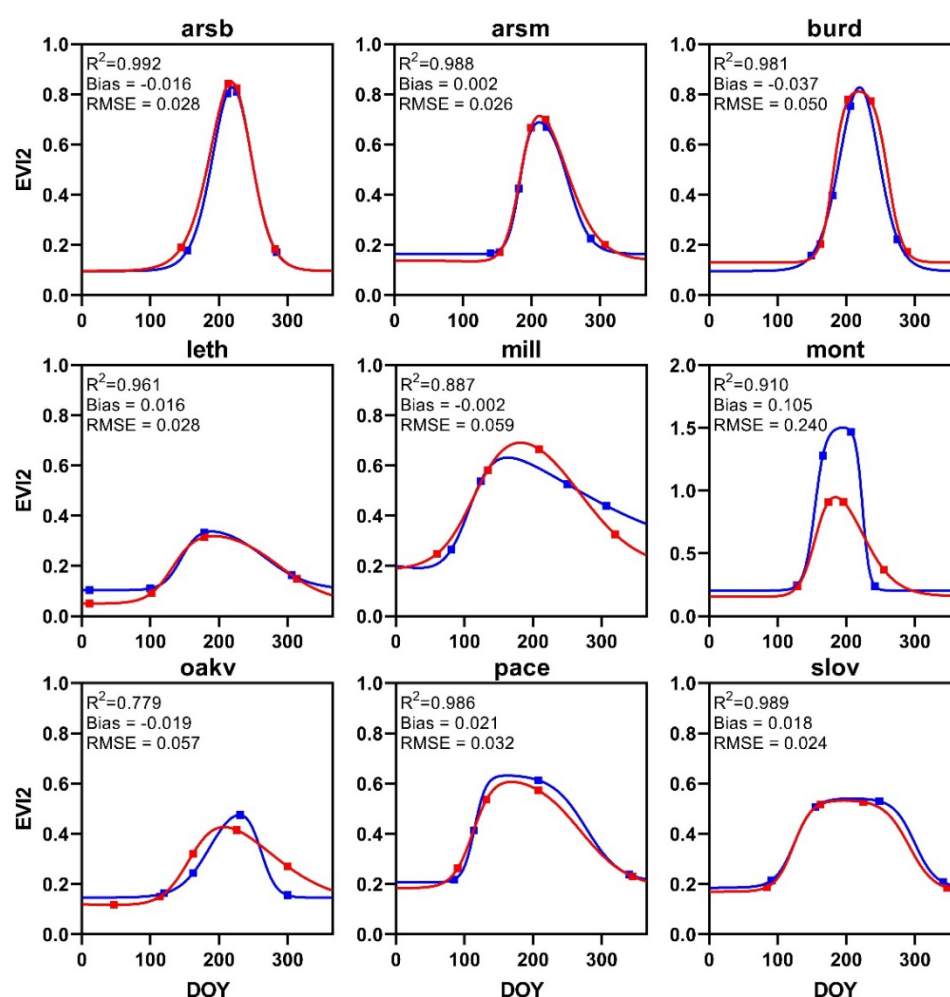 arsb
arsm
burd
R²=0.992
Bias = -0.016
RMSE = 0.028
R²=0.988
Bias = 0.002
RMSE = 0.026
R²=0.981
Bias = -0.037
RMSE = 0.050
EVI2
1.0
0.8
0.6
0.4
0.2
0.0
1.0
0.8
0.6
0.4
0.2
0.0
1.0
0.8
0.6
0.4
0.2
0.0
0 100 200 300
0 100 200 300
0 100 200 300
leth
mill
mont
R²=0.961
Bias = 0.016
RMSE = 0.028
R²=0.887
Bias = -0.002
RMSE = 0.059
R²=0.910
Bias = 0.105
RMSE = 0.240
EVI2
1.0
0.8
0.6
0.4
0.2
0.0
1.0
0.8
0.6
0.4
0.2
0.0
2.0
1.5
1.0
0.5
0.0
0 100 200 300
0 100 200 300
0 100 200 300
oakv
pace
slov
R²=0.779
Bias = -0.019
RMSE = 0.057
R²=0.986
Bias = 0.021
RMSE = 0.032
R²=0.989
Bias = 0.018
RMSE = 0.024
EVI2
1.0
0.8
0.6
0.4
0.2
0.0
1.0
0.8
0.6
0.4
0.2
0.0
1.0
0.8
0.6
0.4
0.2
0.0
0 100 200 300
0 100 200 300
0 100 200 300
DOY
DOY
DOY